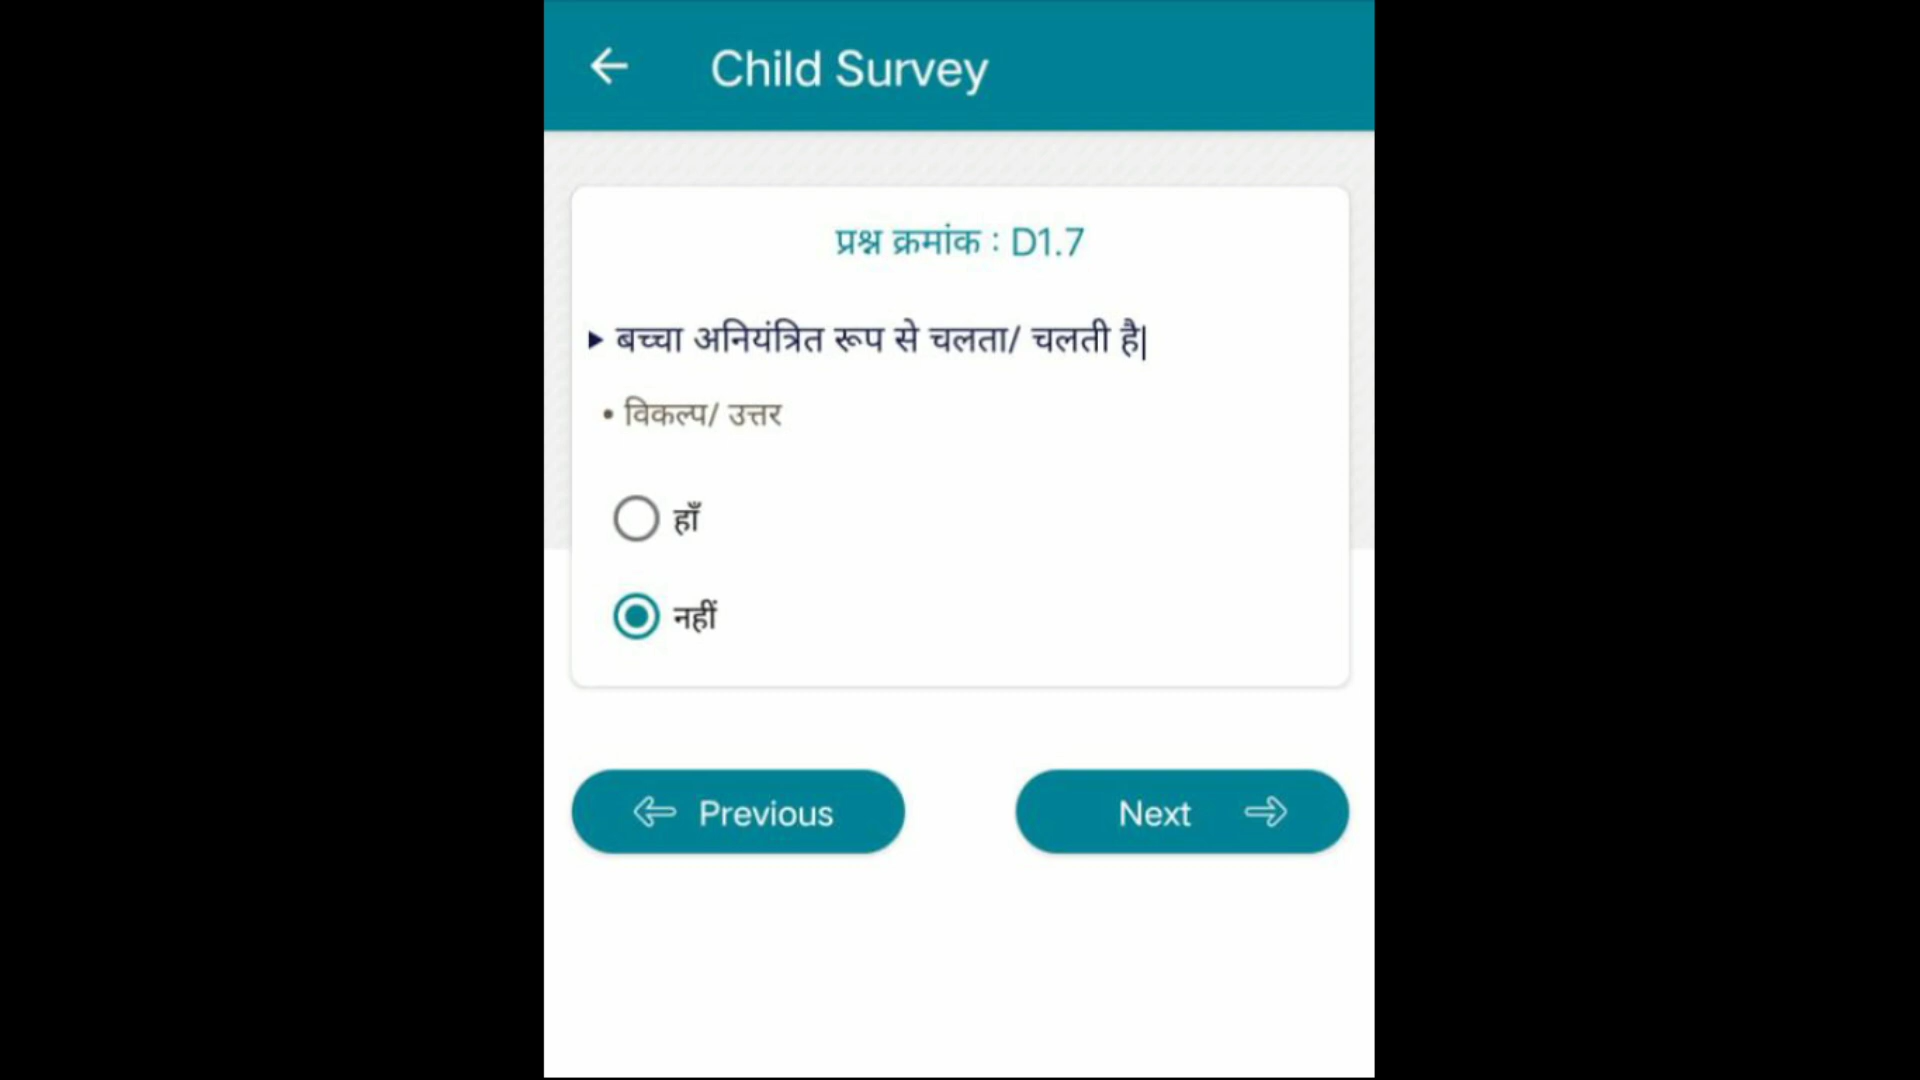 Child Survey
प्रश्न क्रमांक : D1.7
बच्चा अनियंत्रित रूप से चलता/ चलती है|
• विकल्प/ उत्तर
हाँ
नहीं
Previous
Next